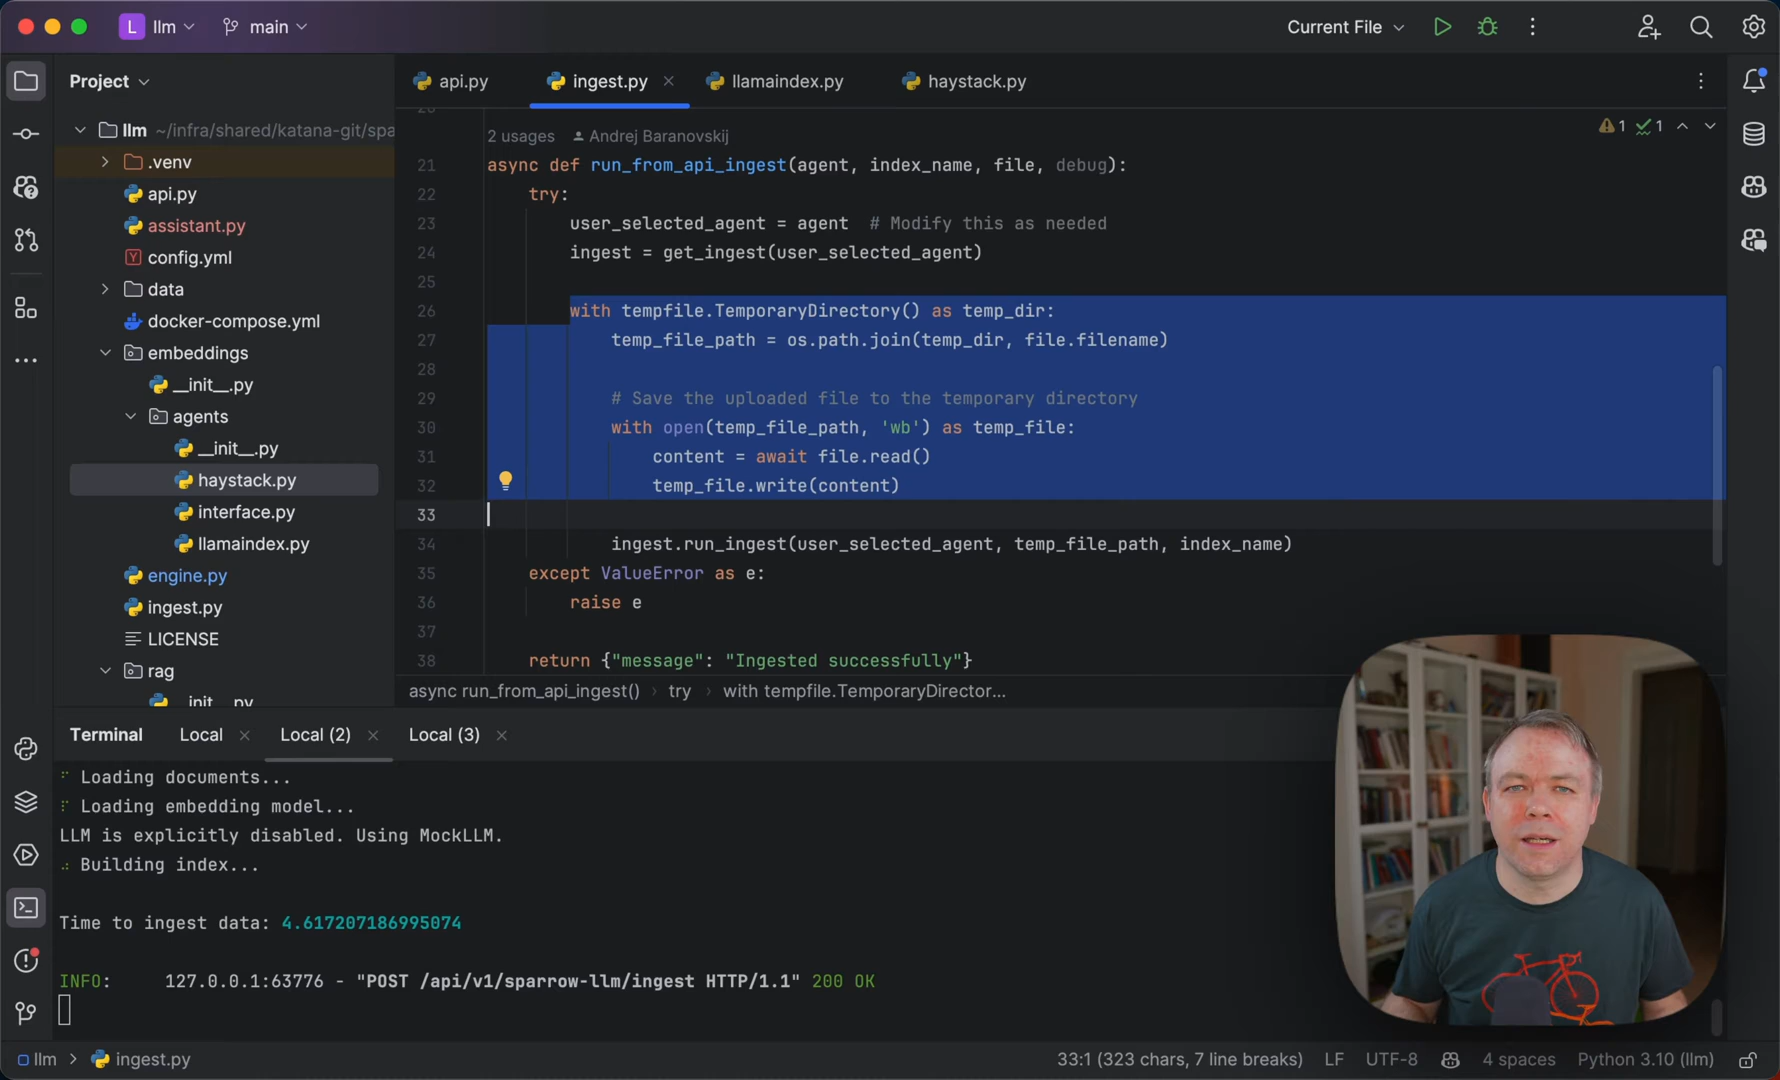 L llm main Current File
Project
api.py ingest.py llamaindex.py haystack.py
llm ~/infra/shared/katana-git/spa
.venv
api.py
assistant.py
config.yml
data
docker-compose.yml
embeddings
__init__.py
agents
__init__.py
haystack.py
interface.py
llamaindex.py
engine.py
ingest.py
LICENSE
rag
__init__.py
2 usages Andrej Baranovskij
1 1
21 async def run_from_api_ingest(agent, index_name, file, debug):
22 try:
23 user_selected_agent = agent # Modify this as needed
24 ingest = get_ingest(user_selected_agent)
25
26 with tempfile.TemporaryDirectory() as temp_dir:
27 temp_file_path = os.path.join(temp_dir, file.filename)
28
29 # Save the uploaded file to the temporary directory
30 with open(temp_file_path, 'wb') as temp_file:
31 content = await file.read()
32 temp_file.write(content)
33
34 ingest.run_ingest(user_selected_agent, temp_file_path, index_name)
35 except ValueError as e:
36 raise e
37
38 return {"message": "Ingested successfully"}
async run_from_api_ingest() › try › with tempfile.TemporaryDirector...
Terminal Local Local (2) Local (3)
Loading documents...
Loading embedding model...
LLM is explicitly disabled. Using MockLLM.
Building index...
Time to ingest data: 4.617207186995074
INFO: 127.0.0.1:63776 - "POST /api/v1/sparrow-llm/ingest HTTP/1.1" 200 OK
llm › ingest.py 33:1 (323 chars, 7 line breaks) LF UTF-8 4 spaces Python 3.10 (llm)